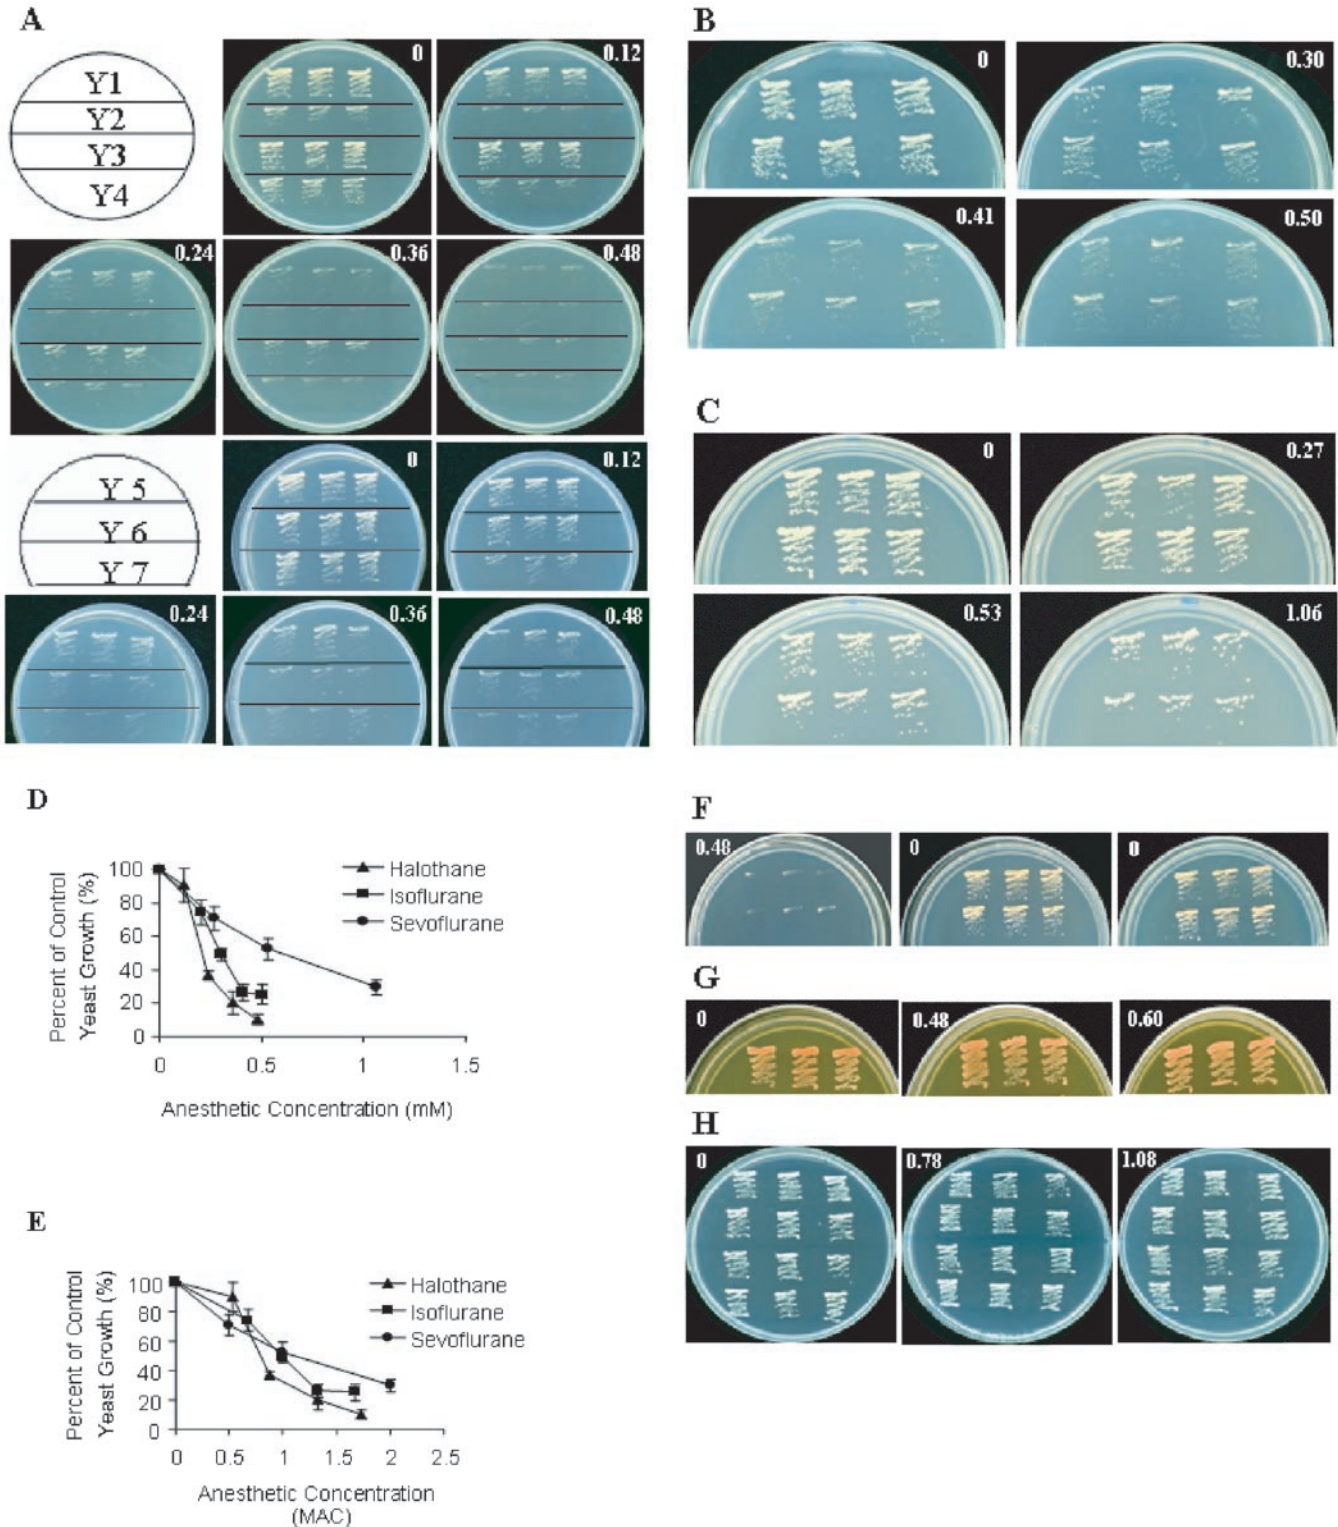 A
Y1
Y2
Y3
Y4
0
0.12
0.24
0.36
0.48
Y 5
Y 6
Y 7
0
0.12
0.24
0.36
0.48
B
0
0.30
0.41
0.50
C
0
0.27
0.53
1.06
D
Percent of Control
Yeast Growth (%)
100
80
60
40
20
0
0
0.5
1
1.5
Halothane
Isoflurane
Sevoflurane
Anesthetic Concentration (mM)
E
Percent of Control
Yeast Growth (%)
100
80
60
40
20
0
0
0.5
1
1.5
2
2.5
Halothane
Isoflurane
Sevoflurane
Anesthetic Concentration
(MAC)
F
0.48
0
0
G
0
0.48
0.60
H
0
0.78
1.08